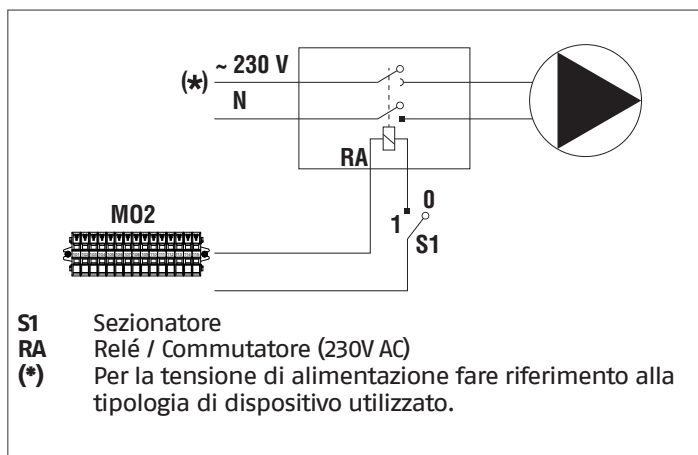 ~ 230 V
(*)
N
RA
M02
0
1
S1
S1 Sezionatore
RA Relé / Commutatore (230V AC)
(*) Per la tensione di alimentazione fare riferimento alla
tipologia di dispositivo utilizzato.